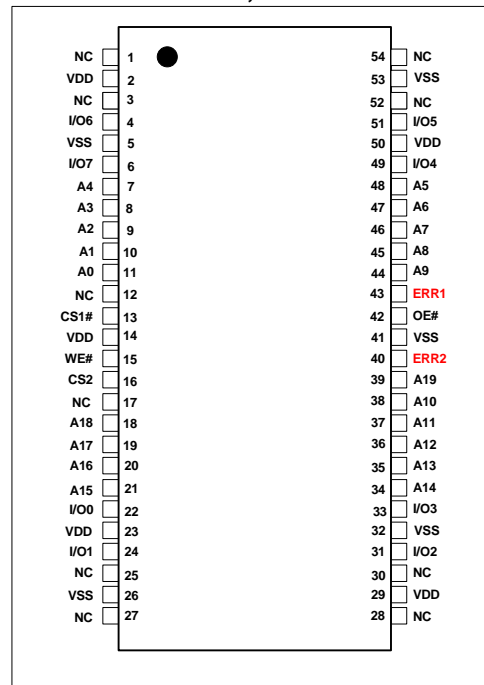 NC 1 54 NC
VDD 2 53 VSS
NC 3 52 NC
I/O6 4 51 I/O5
VSS 5 50 VDD
I/O7 6 49 I/O4
A4 7 48 A5
A3 8 47 A6
A2 9 46 A7
A1 10 45 A8
A0 11 44 A9
NC 12 43 ERR1
CS1# 13 42 OE#
VDD 14 41 VSS
WE# 15 40 ERR2
CS2 16 39 A19
NC 17 38 A10
A18 18 37 A11
A17 19 36 A12
A16 20 35 A13
A15 21 34 A14
I/O0 22 33 I/O3
VDD 23 32 VSS
I/O1 24 31 I/O2
NC 25 30 NC
VSS 26 29 VDD
NC 27 28 NC